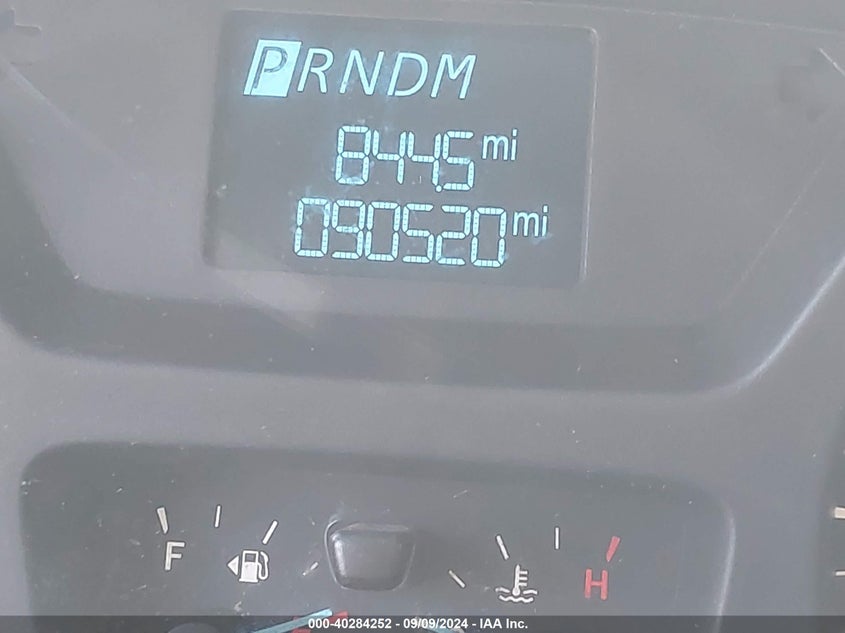 PRNDM
844.5 mi
090520 mi
F
H
000-40284252 - 09/09/2024 - IAA Inc.